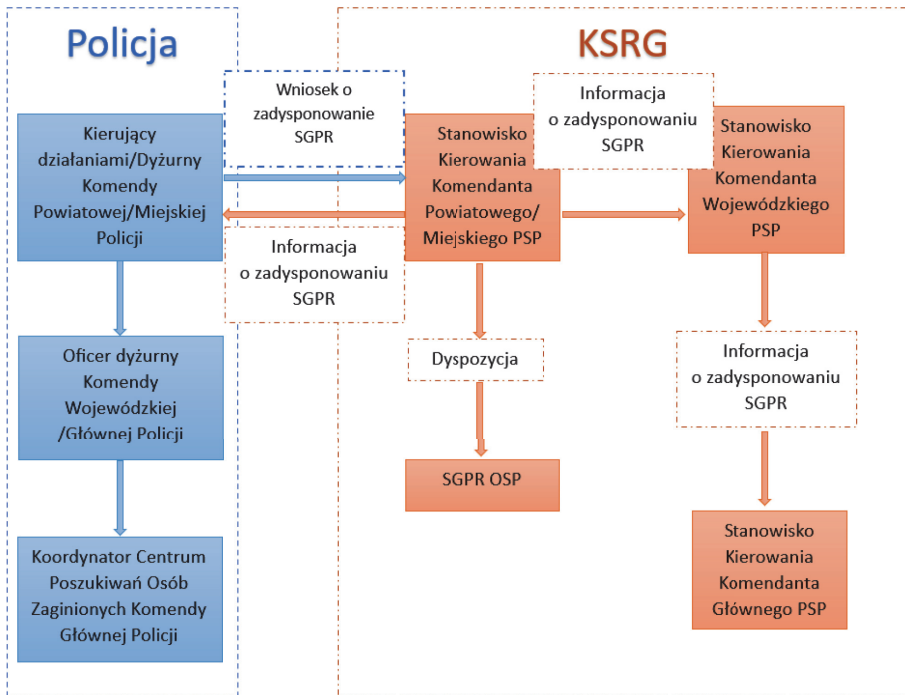 Policja
KSRG
Wniosek o
zadysponowanie
SGPR
Informacja
o zadysponowaniu
SGPR
Kierujący
działaniami/Dyżurny
Komendy
Powiatowej/Miejskiej
Policji
Stanowisko
Kierowania
Komendanta
Powiatowego/
Miejskiego PSP
Stanowisko
Kierowania
Komendanta
Wojewódzkiego
PSP
Informacja
o zadysponowaniu
SGPR
Oficer dyżurny
Komendy
Wojewódzkiej
/Głównej Policji
Dyspozycja
Informacja
o zadysponowaniu
SGPR
SGPR OSP
Koordynator Centrum
Poszukiwań Osób
Zaginionych Komendy
Głównej Policji
Stanowisko
Kierowania
Komendanta
Głównego PSP